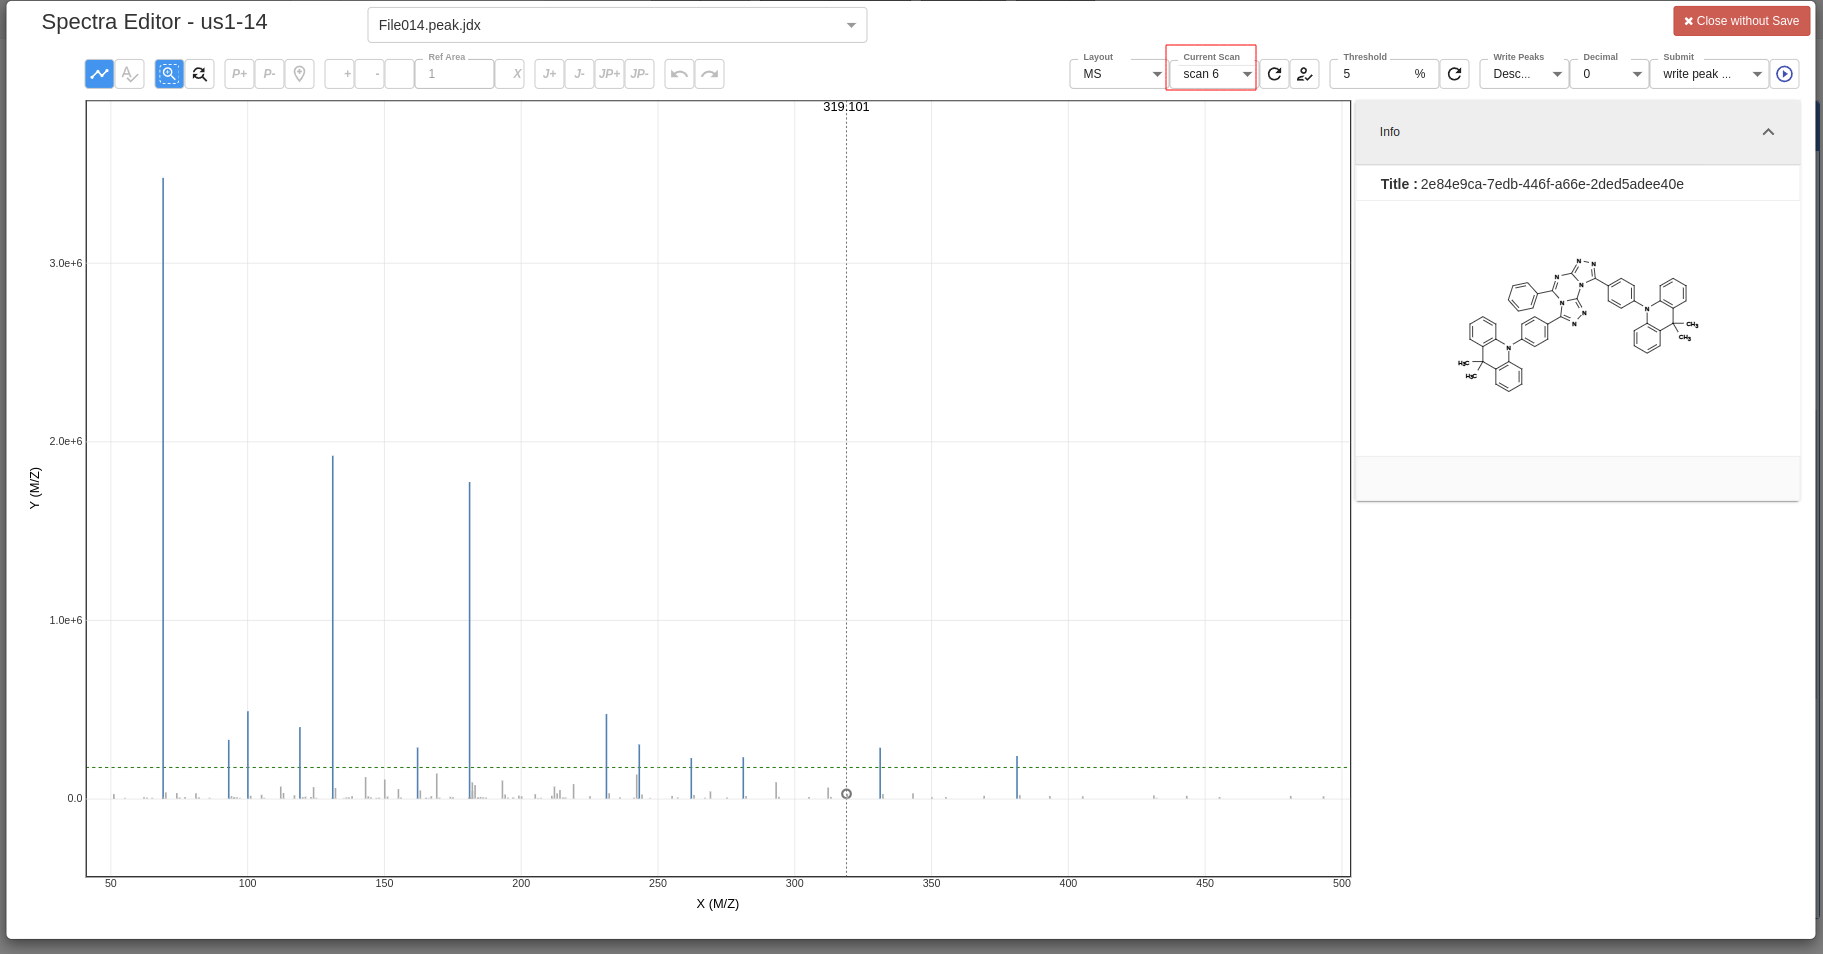 Spectra Editor - us1-14
File014.peak.jdx
✖ Close without Save
P+ P- + - Ref Area 1 X J+ J- JP+ JP-
Layout MS Current Scan scan 6 Threshold 5 % Write Peaks Desc... Decimal 0 Submit write peak ...
319.101
Info
Title : 2e84e9ca-7edb-446f-a66e-2ded5adee40e
N N
N
N
N
N
N
N
N
N
CH3
CH3
H3C
H3C
3.0e+6
2.0e+6
Y (M/Z)
1.0e+6
0.0
50 100 150 200 250 300 350 400 450 500
X (M/Z)